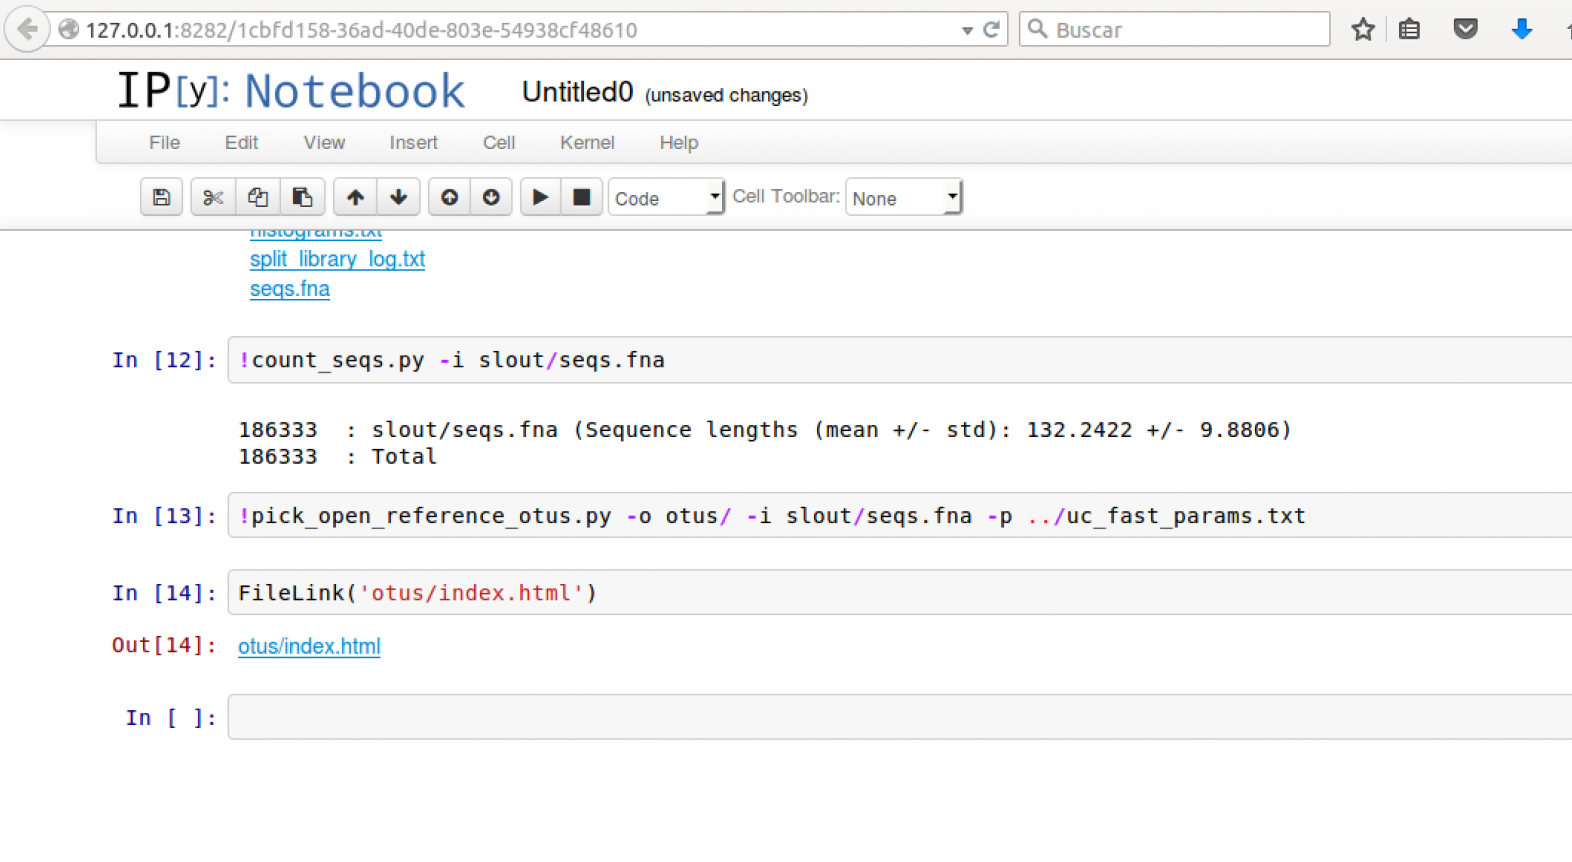 127.0.0.1:8282/1cbfd158-36ad-40de-803e-54938cf48610
Buscar
IP[y]: Notebook
Untitled0 (unsaved changes)
File Edit View Insert Cell Kernel Help
Code
Cell Toolbar:
None
histograms.txt
split_library_log.txt
seqs.fna
In [12]: !count_seqs.py -i slout/seqs.fna
186333  : slout/seqs.fna (Sequence lengths (mean +/- std): 132.2422 +/- 9.8806)
186333  : Total
In [13]: !pick_open_reference_otus.py -o otus/ -i slout/seqs.fna -p ../uc_fast_params.txt
In [14]: FileLink('otus/index.html')
Out[14]: otus/index.html
In [ ]: